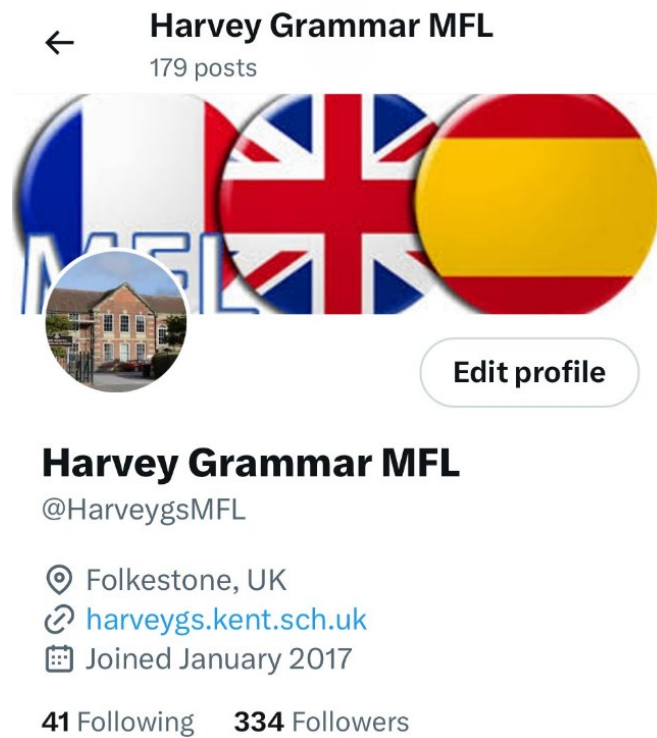 Harvey Grammar MFL
179 posts
MFL
Edit profile
Harvey Grammar MFL
@HarveygsMFL
Folkestone, UK
harveygs.kent.sch.uk
Joined January 2017
41 Following 334 Followers